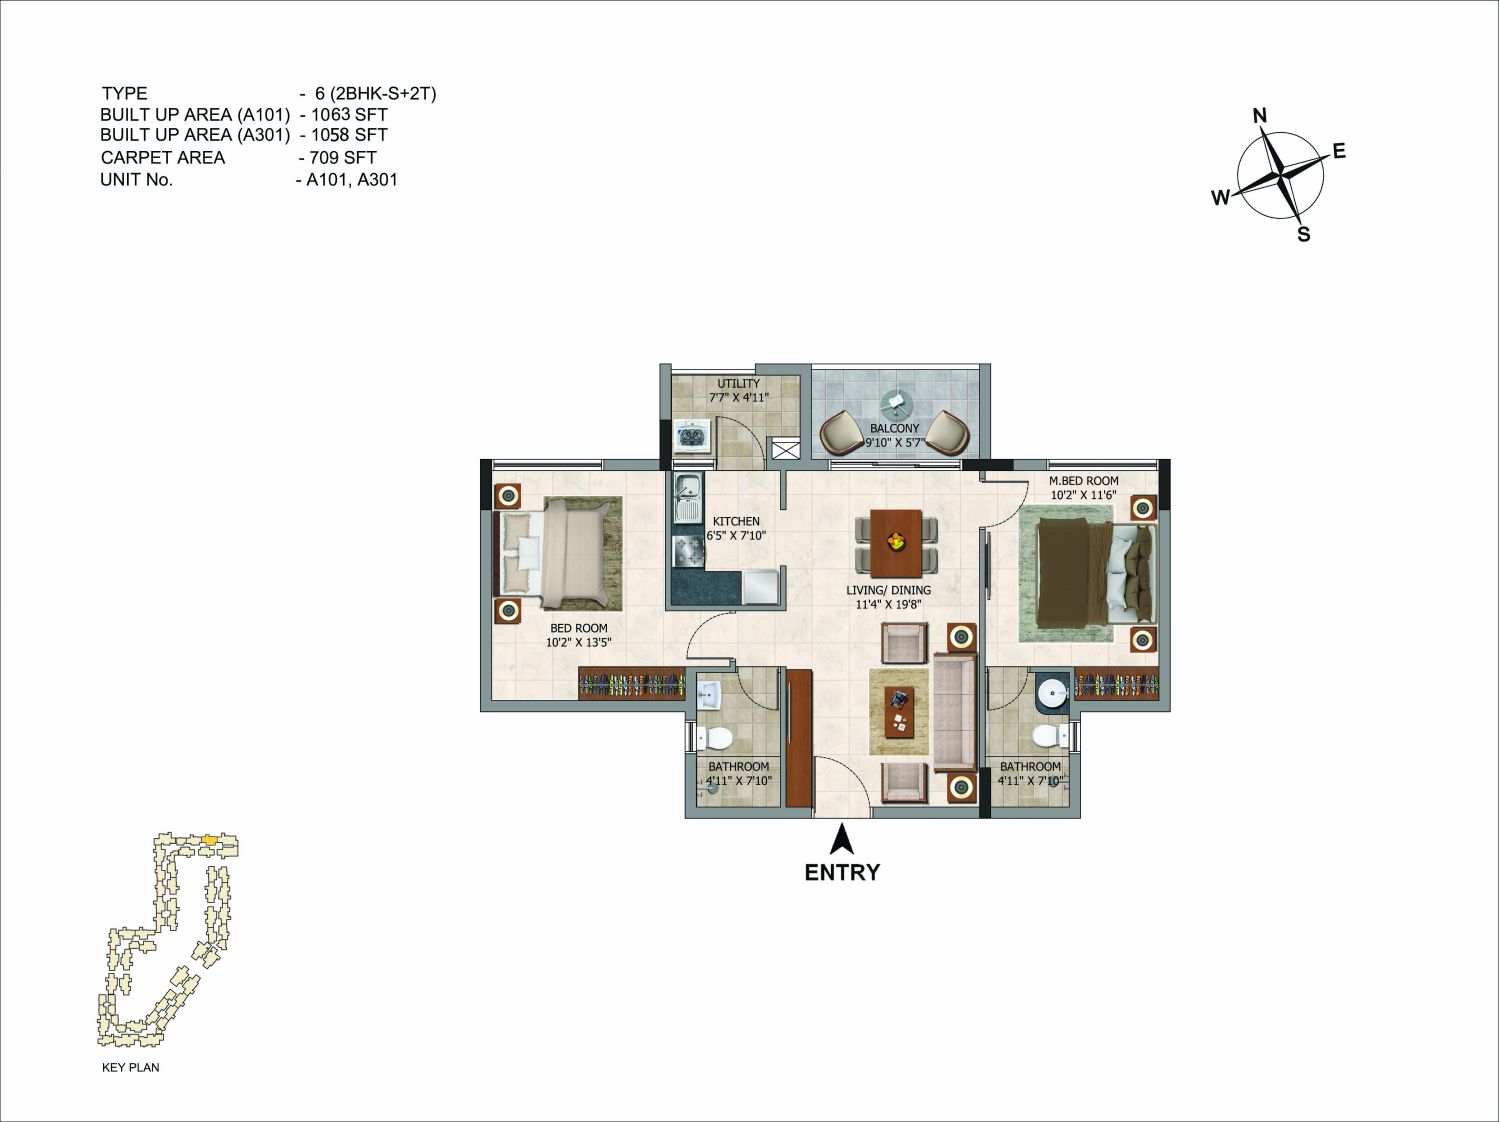 TYPE - 6 (2BHK-S+2T)
BUILT UP AREA (A101) - 1063 SFT
BUILT UP AREA (A301) - 1058 SFT
CARPET AREA - 709 SFT
UNIT No. - A101, A301
N
E
W
S
UTILITY
7'7" X 4'11"
BALCONY
9'10" X 5'7"
M.BED ROOM
10'2" X 11'6"
KITCHEN
6'5" X 7'10"
LIVING/ DINING
11'4" X 19'8"
BED ROOM
10'2" X 13'5"
BATHROOM
4'11" X 7'10"
BATHROOM
4'11" X 7'10"
ENTRY
KEY PLAN